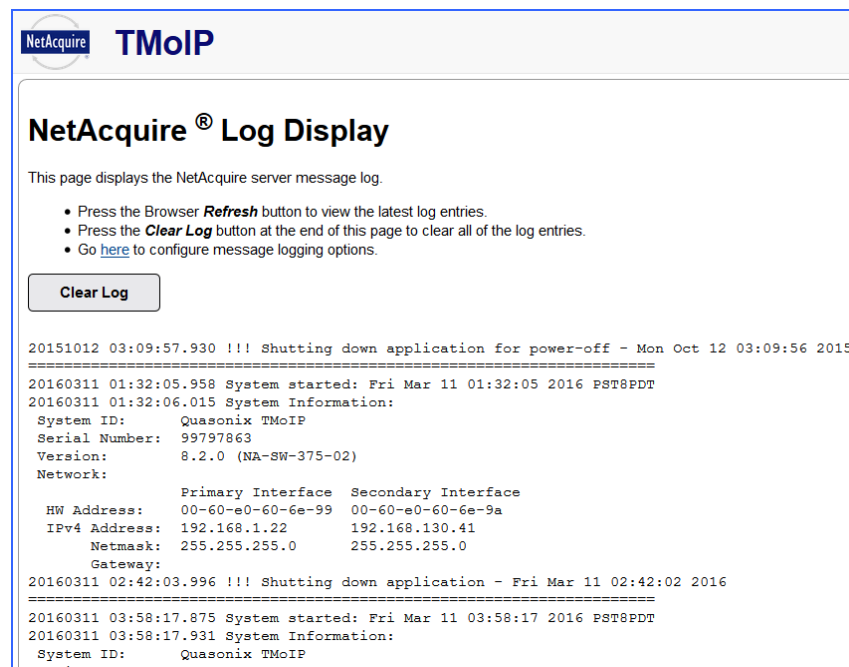 NetAcquire TMoIP
NetAcquire ® Log Display
This page displays the NetAcquire server message log.
• Press the Browser Refresh button to view the latest log entries.
• Press the Clear Log button at the end of this page to clear all of the log entries.
• Go here to configure message logging options.
Clear Log
20151012 03:09:57.930 !!! Shutting down application for power-off - Mon Oct 12 03:09:56 2015
======================================================================
20160311 01:32:05.958 System started: Fri Mar 11 01:32:05 2016 PST8PDT
20160311 01:32:06.015 System Information:
System ID: Quasonix TMoIP
Serial Number: 99797863
Version: 8.2.0 (NA-SW-375-02)
Network:
Primary Interface Secondary Interface
HW Address: 00-60-e0-60-6e-99 00-60-e0-60-6e-9a
IPv4 Address: 192.168.1.22 192.168.130.41
Netmask: 255.255.255.0 255.255.255.0
Gateway:
20160311 02:42:03.996 !!! Shutting down application - Fri Mar 11 02:42:02 2016
======================================================================
20160311 03:58:17.875 System started: Fri Mar 11 03:58:17 2016 PST8PDT
20160311 03:58:17.931 System Information:
System ID: Quasonix TMoIP